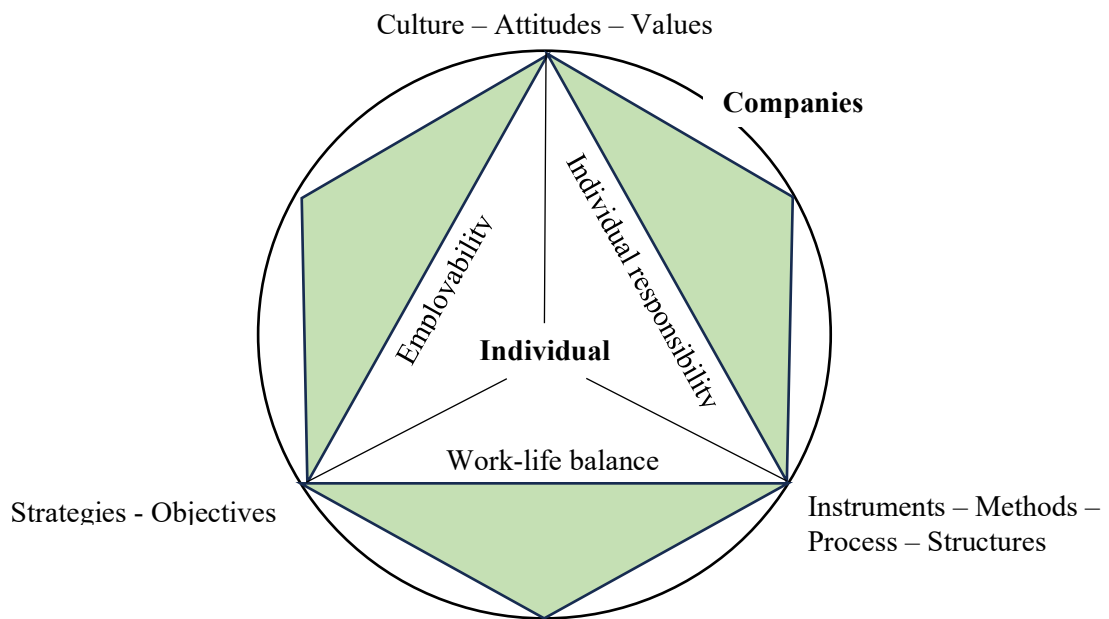 Culture – Attitudes – Values
Companies
Individual responsibility
Employability
Individual
Work-life balance
Strategies - Objectives
Instruments – Methods –
Process – Structures